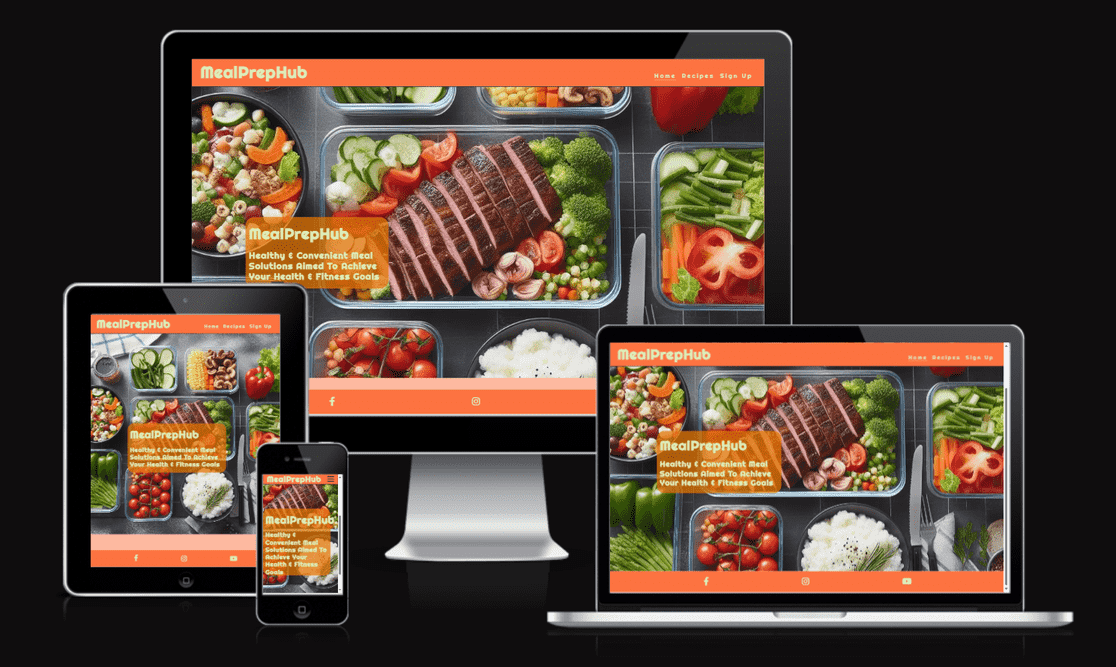 MealPrepHub
Home Recipes Sign Up
MealPrepHub
Healthy & Convenient Meal
Solutions Aimed To Achieve
Your Health & Fitness Goals
MealPrepHub
Home Recipes Sign Up
MealPrepHub
Healthy & Convenient Meal
Solutions Aimed To Achieve
Your Health & Fitness Goals
MealPrepHub
MealPrepHub
Healthy &
Convenient Meal
Solutions Aimed To
Achieve Your
Health & Fitness
Goals
MealPrepHub
Home Recipes Sign Up
MealPrepHub
Healthy & Convenient Meal
Solutions Aimed To Achieve
Your Health & Fitness Goals